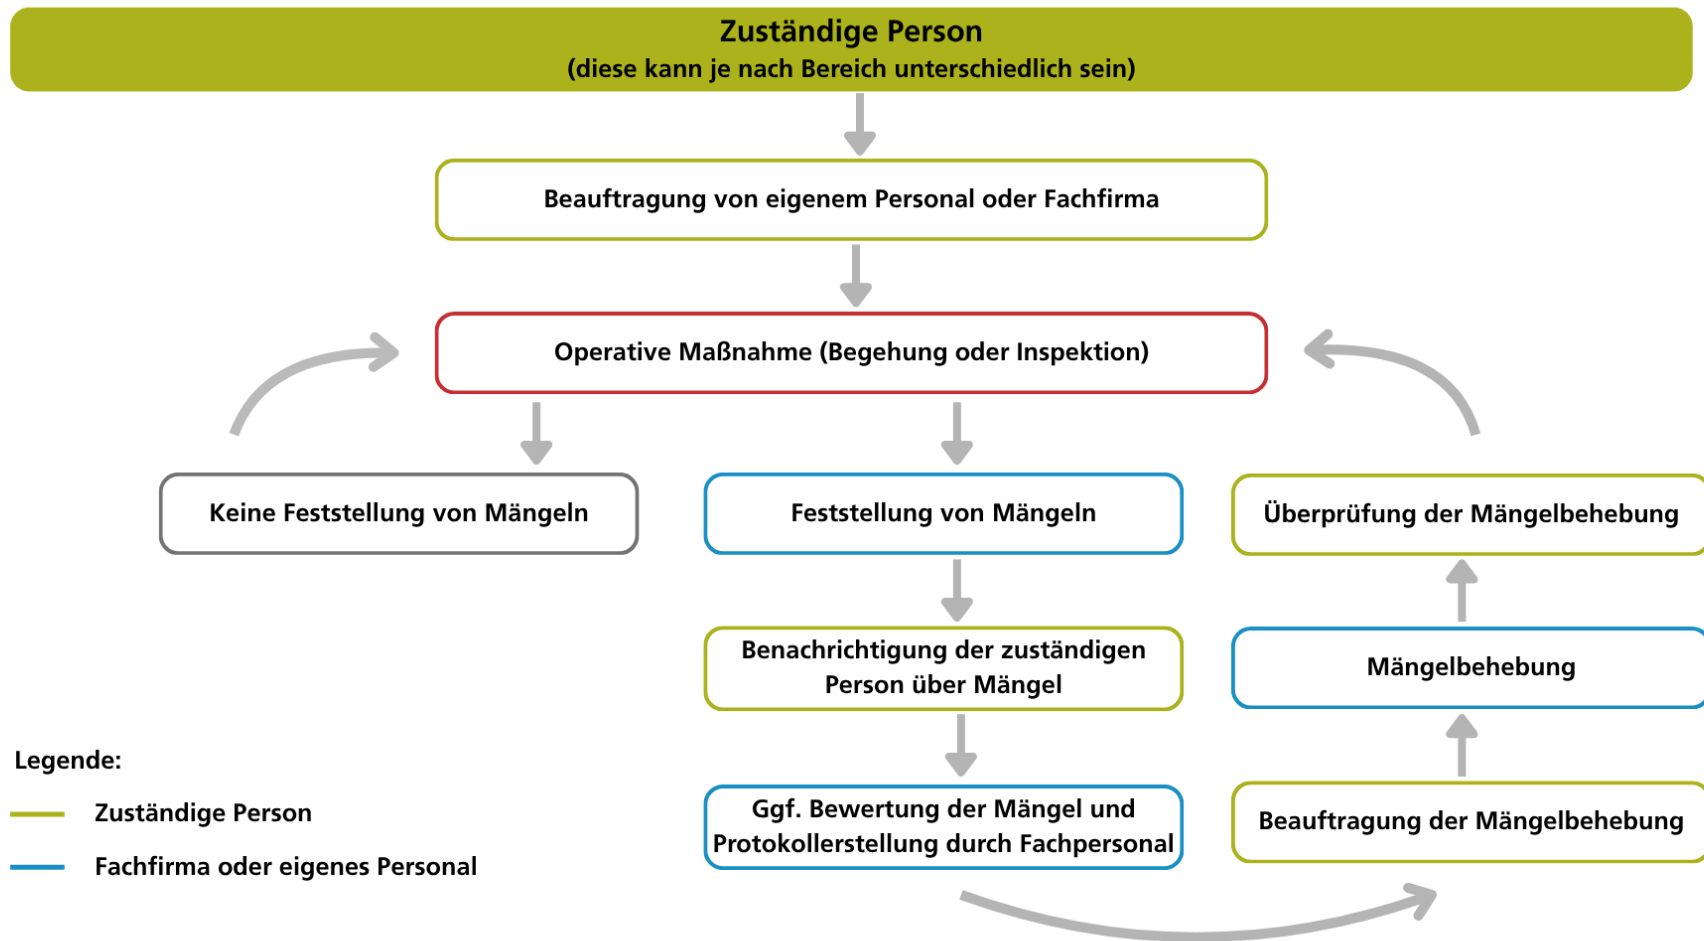 Zuständige Person
(diese kann je nach Bereich unterschiedlich sein)
Beauftragung von eigenem Personal oder Fachfirma
Operative Maßnahme (Begehung oder Inspektion)
Keine Feststellung von Mängeln
Feststellung von Mängeln
Benachrichtigung der zuständigen
Person über Mängel
Ggf. Bewertung der Mängel und
Protokollerstellung durch Fachpersonal
Beauftragung der Mängelbehebung
Mängelbehebung
Überprüfung der Mängelbehebung
Legende:
Zuständige Person
Fachfirma oder eigenes Personal